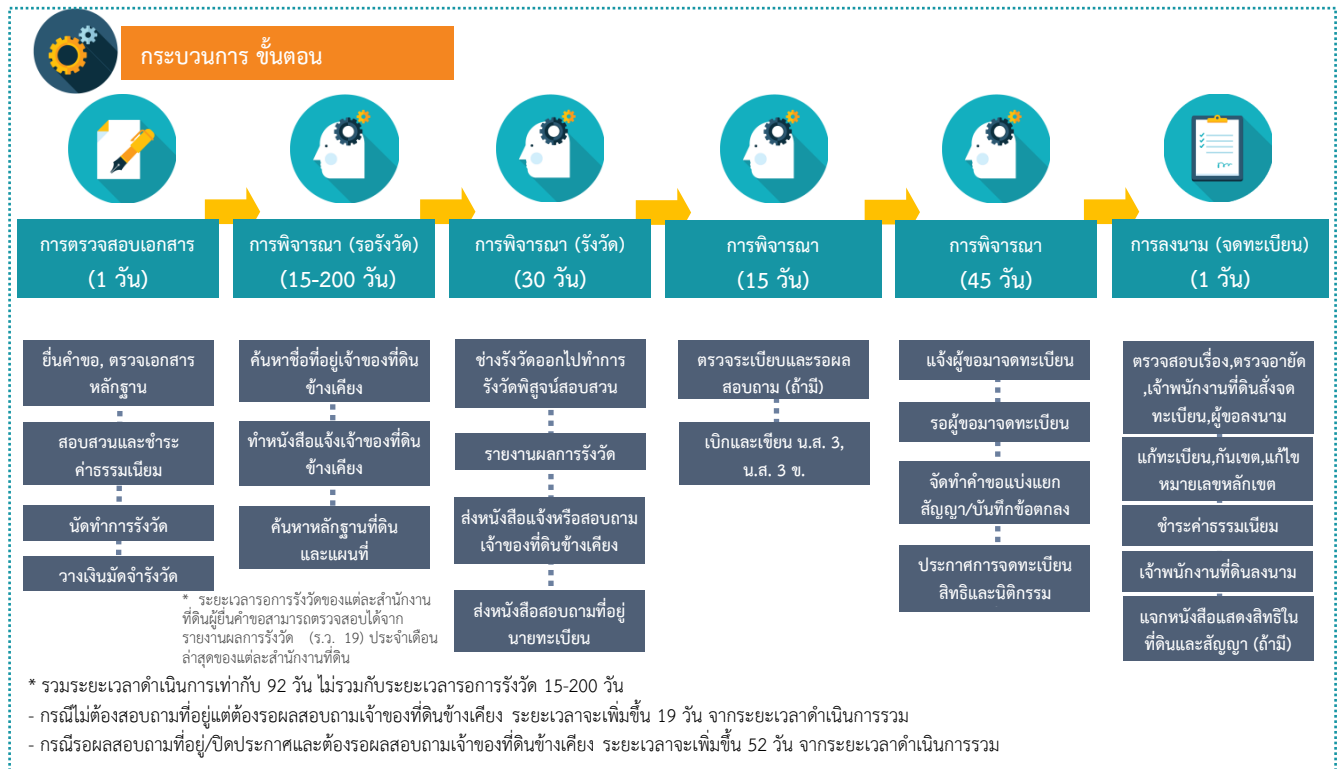 กระบวนการ ขั้นตอน
การตรวจสอบเอกสาร
(1 วัน)
ยื่นคำขอ, ตรวจเอกสาร
หลักฐาน
สอบสวนและชำระ
ค่าธรรมเนียม
นัดทำการรังวัด
วางเงินมัดจำรังวัด
การพิจารณา (รอรังวัด)
(15-200 วัน)
ค้นหาชื่อที่อยู่เจ้าของที่ดิน
ข้างเคียง
ทำหนังสือแจ้งเจ้าของที่ดิน
ข้างเคียง
ค้นหาหลักฐานที่ดิน
และแผนที่
* ระยะเวลารอการรังวัดของแต่ละสำนักงาน
ที่ดินผู้ยื่นคำขอสามารถตรวจสอบได้จาก
รายงานผลการรังวัด (ร.ว. 19) ประจำเดือน
ล่าสุดของแต่ละสำนักงานที่ดิน
การพิจารณา (รังวัด)
(30 วัน)
ช่างรังวัดออกไปทำการ
รังวัดพิสูจน์สอบสวน
รายงานผลการรังวัด
ส่งหนังสือแจ้งหรือสอบถาม
เจ้าของที่ดินข้างเคียง
ส่งหนังสือสอบถามที่อยู่
นายทะเบียน
การพิจารณา
(15 วัน)
ตรวจระเบียบและรอผล
สอบถาม (ถ้ามี)
เบิกและเขียน น.ส. 3,
น.ส. 3 ข.
การพิจารณา
(45 วัน)
แจ้งผู้ขอมาจดทะเบียน
รอผู้ขอมาจดทะเบียน
จัดทำคำขอแบ่งแยก
สัญญา/บันทึกข้อตกลง
ประกาศการจดทะเบียน
สิทธิและนิติกรรม
การลงนาม (จดทะเบียน)
(1 วัน)
ตรวจสอบเรื่อง,ตรวจอายัด
,เจ้าพนักงานที่ดินสั่งจด
ทะเบียน,ผู้ขอลงนาม
แก้ทะเบียน,กันเขต,แก้ไข
หมายเลขหลักเขต
ชำระค่าธรรมเนียม
เจ้าพนักงานที่ดินลงนาม
แจกหนังสือแสดงสิทธิใน
ที่ดินและสัญญา (ถ้ามี)
* รวมระยะเวลาดำเนินการเท่ากับ 92 วัน ไม่รวมกับระยะเวลารอการรังวัด 15-200 วัน
- กรณีไม่ต้องสอบถามที่อยู่แต่ต้องรอผลสอบถามเจ้าของที่ดินข้างเคียง ระยะเวลาจะเพิ่มขึ้น 19 วัน จากระยะเวลาดำเนินการรวม
- กรณีรอผลสอบถามที่อยู่/ปิดประกาศและต้องรอผลสอบถามเจ้าของที่ดินข้างเคียง ระยะเวลาจะเพิ่มขึ้น 52 วัน จากระยะเวลาดำเนินการรวม